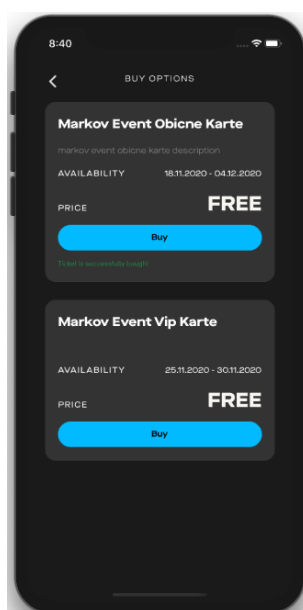 8:40
BUY OPTIONS
Markov Event Obicne Karte
markov event obicne karte description
AVAILABILITY 18.11.2020 - 04.12.2020
PRICE FREE
Buy
Ticket is successfully bought
Markov Event Vip Karte
AVAILABILITY 25.11.2020 - 30.11.2020
PRICE FREE
Buy